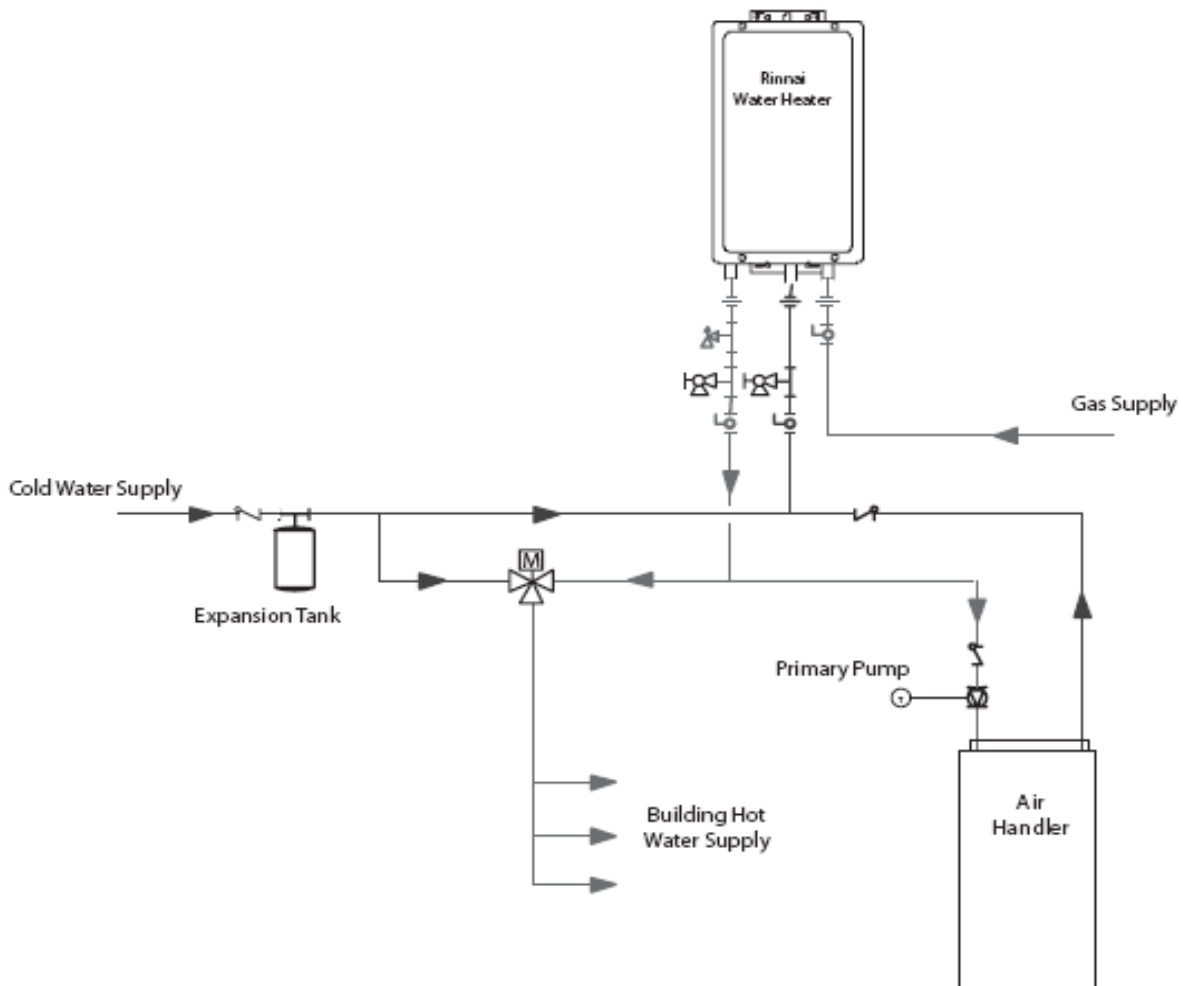 Rinnai
Water Heater
Gas Supply
Cold Water Supply
M
Expansion Tank
Primary Pump
Building Hot
Water Supply
Air
Handler